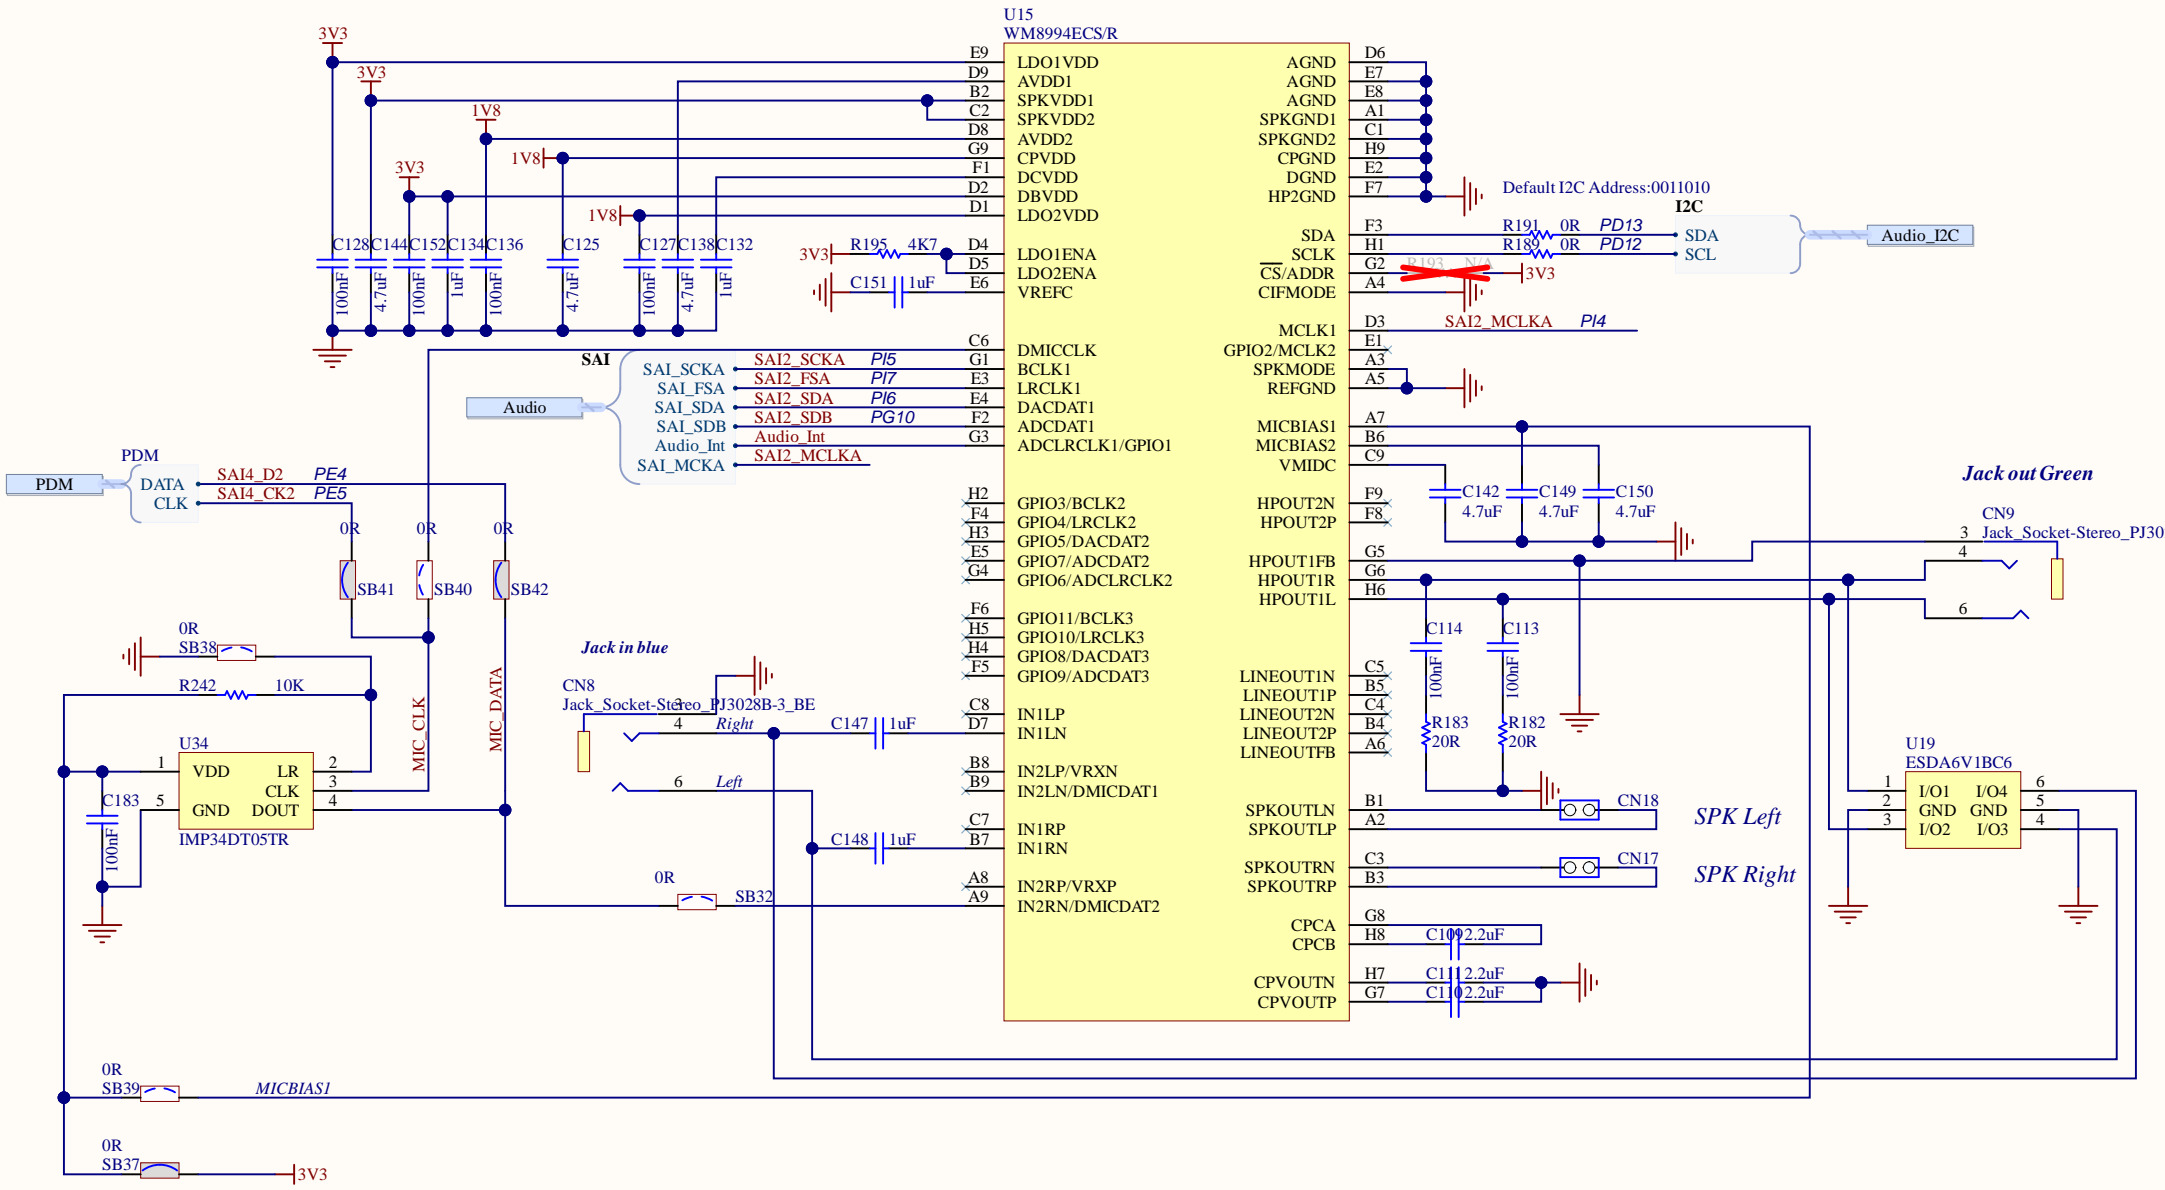 U15
WM8994ECS/R
3V3
3V3
1V8
1V8
3V3
1V8
C128
100nF
C144
4.7uF
C152
100nF
C134
1uF
C136
100nF
C125
4.7uF
C127
100nF
C138
4.7uF
C132
1uF
3V3
R195
4K7
C151
1uF
E9 LDO1VDD
D9 AVDD1
B2 SPKVDD1
C2 SPKVDD2
D8 AVDD2
G9 CPVDD
F1 DCVDD
D2 DBVDD
D1 LDO2VDD
D4 LDO1ENA
D5 LDO2ENA
E6 VREFC
C6 DMICCLK
G1 BCLK1
E3 LRCLK1
E4 DACDAT1
F2 ADCDAT1
G3 ADCLRCLK1/GPIO1
H2 GPIO3/BCLK2
F4 GPIO4/LRCLK2
H3 GPIO5/DACDAT2
E5 GPIO7/ADCDAT2
G4 GPIO6/ADCLRCLK2
F6 GPIO11/BCLK3
H5 GPIO10/LRCLK3
H4 GPIO8/DACDAT3
F5 GPIO9/ADCDAT3
C8 IN1LP
D7 IN1LN
B8 IN2LP/VRXN
B9 IN2LN/DMICDAT1
C7 IN1RP
B7 IN1RN
A8 IN2RP/VRXP
A9 IN2RN/DMICDAT2
AGND D6
AGND E7
AGND E8
SPKGND1 A1
SPKGND2 C1
CPGND H9
DGND E2
HP2GND F7
SDA F3
SCLK H1
CS/ADDR G2
CIFMODE A4
MCLK1 D3
GPIO2/MCLK2 E1
SPKMODE A3
REFGND A5
MICBIAS1 A7
MICBIAS2 B6
VMIDC C9
HPOUT2N F9
HPOUT2P F8
HPOUT1FB G5
HPOUT1R G6
HPOUT1L H6
LINEOUT1N C5
LINEOUT1P B5
LINEOUT2N C4
LINEOUT2P B4
LINEOUTFB A6
SPKOUTLN B1
SPKOUTLP A2
SPKOUTRN C3
SPKOUTRP B3
CPCA G8
CPCB H8
CPVOUTN H7
CPVOUTP G7
SAI
Audio
SAI_SCKA SAI2_SCKA PI5
SAI_FSA SAI2_FSA PI7
SAI_SDA SAI2_SDA PI6
SAI_SDB SAI2_SDB PG10
Audio_Int Audio_Int
SAI_MCKA SAI2_MCLKA
PDM
PDM
DATA SAI4_D2 PE4
CLK SAI4_CK2 PE5
0R
SB41
0R
SB40
0R
SB42
0R
SB38
R242
10K
MIC_CLK
MIC_DATA
U34
1 VDD LR 2
CLK 3
5 GND DOUT 4
IMP34DT05TR
C183
100nF
Jack in blue
CN8
Jack_Socket-Stereo_PJ3028B-3_BE
3
4 Right
6 Left
C147 1uF
C148 1uF
0R
SB32
0R
SB39
MICBIAS1
0R
SB37
3V3
Default I2C Address:0011010
I2C
R191 0R PD13
R189 0R PD12
SDA
SCL
Audio_I2C
R193 N/A
3V3
SAI2_MCLKA PI4
C142
4.7uF
C149
4.7uF
C150
4.7uF
Jack out Green
CN9
Jack_Socket-Stereo_PJ30
3
4
6
C114
100nF
C113
100nF
R183
20R
R182
20R
CN18
SPK Left
CN17
SPK Right
C109 2.2uF
C111 2.2uF
C110 2.2uF
U19
ESDA6V1BC6
1 I/O1 I/O4 6
2 GND GND 5
3 I/O2 I/O3 4